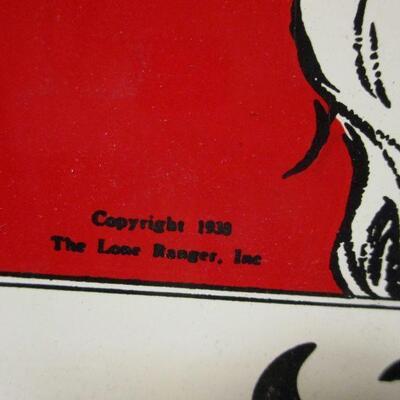 Copyright 1938
The Lone Ranger, Inc